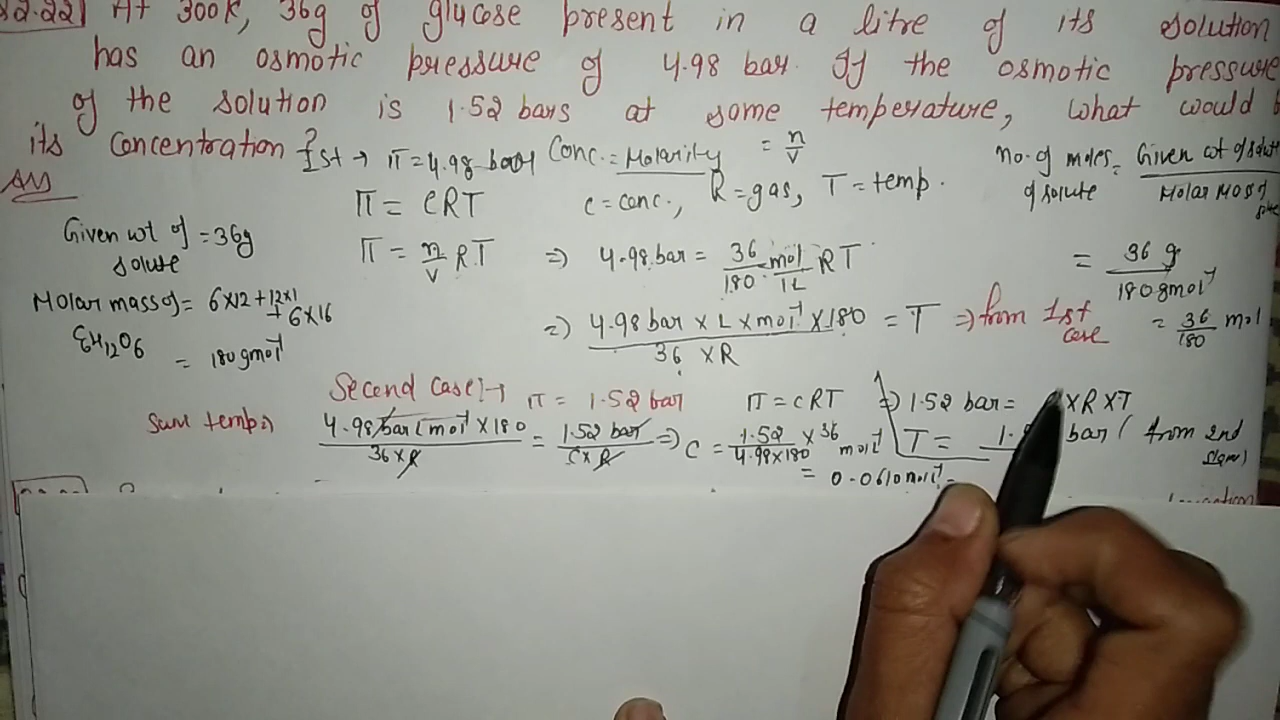 2.22) At 300K, 36g of glucose present in a litre of its solution
has an osmotic pressure of 4.98 bar. If the osmotic pressure
of the solution is 1.52 bars at some temperature, what would
its concentration?
Ans
Ist → π = 4.98 bar
Conc. = Molarity = n/v
π = CRT
C = conc., R = gas, T = temp.
no. of moles of solute = Given wt of solute / Molar Mass of
= 36 g / 180 gmol⁻¹
= 36/180 mol
Given wt of solute = 36g
Molar mass of C6H12O6 = 6×12 + 12×1 + 6×16
= 180 gmol⁻¹
π = n/v RT
⇒ 4.98 bar = 36/180 mol/1L RT
⇒ 4.98 bar × L × mol⁻¹ × 180 / 36 × R = T ⇒ from 1st case
Second case:→ π = 1.52 bar π = CRT ⇒ 1.52 bar = ×R×T
T = bar (from 2nd
Same temp⇒ 4.98 bar L mol⁻¹ × 180 / 36 × R = 1.52 bar / C × R ⇒ C = 1.52 / 4.98×180 × 36 mol L⁻¹
= 0.0610 mol L⁻¹